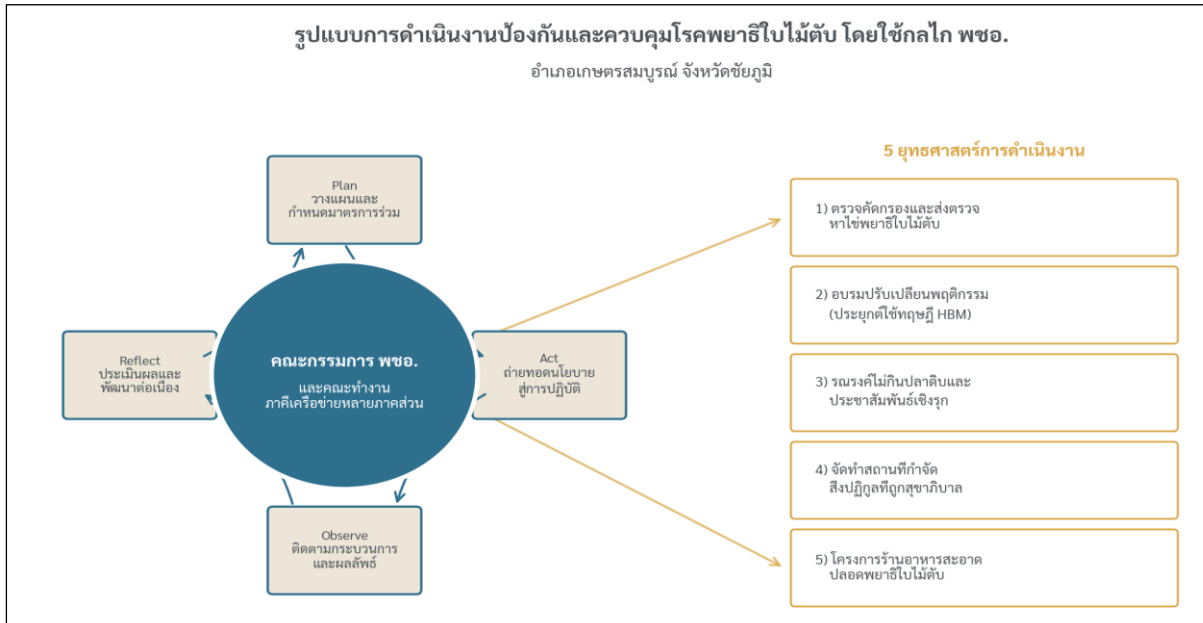 รูปแบบการดำเนินงานป้องกันและควบคุมโรคพยาธิใบไม้ตับ โดยใช้กลไก พชอ.
อำเภอเกษตรสมบูรณ์ จังหวัดชัยภูมิ
Plan
วางแผนและ
กำหนดมาตรการร่วม
Reflect
ประเมินผลและ
พัฒนาต่อเนื่อง
คณะกรรมการ พชอ.
และคณะทำงาน
ภาคีเครือข่ายหลายภาคส่วน
Act
ถ่ายทอดนโยบาย
สู่การปฏิบัติ
Observe
ติดตามกระบวนการ
และผลลัพธ์
5 ยุทธศาสตร์การดำเนินงาน
1) ตรวจคัดกรองและส่งตรวจ
หาไข่พยาธิใบไม้ตับ
2) อบรมปรับเปลี่ยนพฤติกรรม
(ประยุกต์ใช้ทฤษฎี HBM)
3) รณรงค์ไม่กินปลาดิบและ
ประชาสัมพันธ์เชิงรุก
4) จัดทำสถานที่กำจัด
สิ่งปฏิกูลที่ถูกสุขาภิบาล
5) โครงการร้านอาหารสะอาด
ปลอดพยาธิใบไม้ตับ